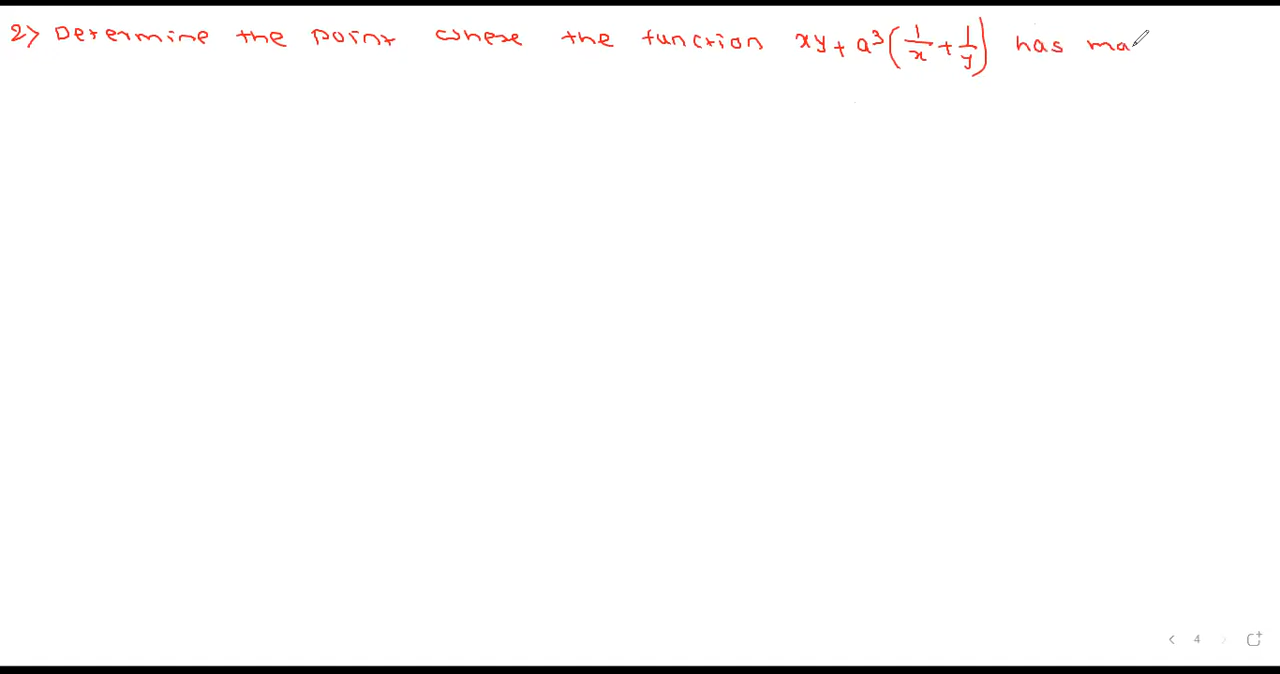 2) Determine the point where the function xy + a³(1/x + 1/y) has ma
4